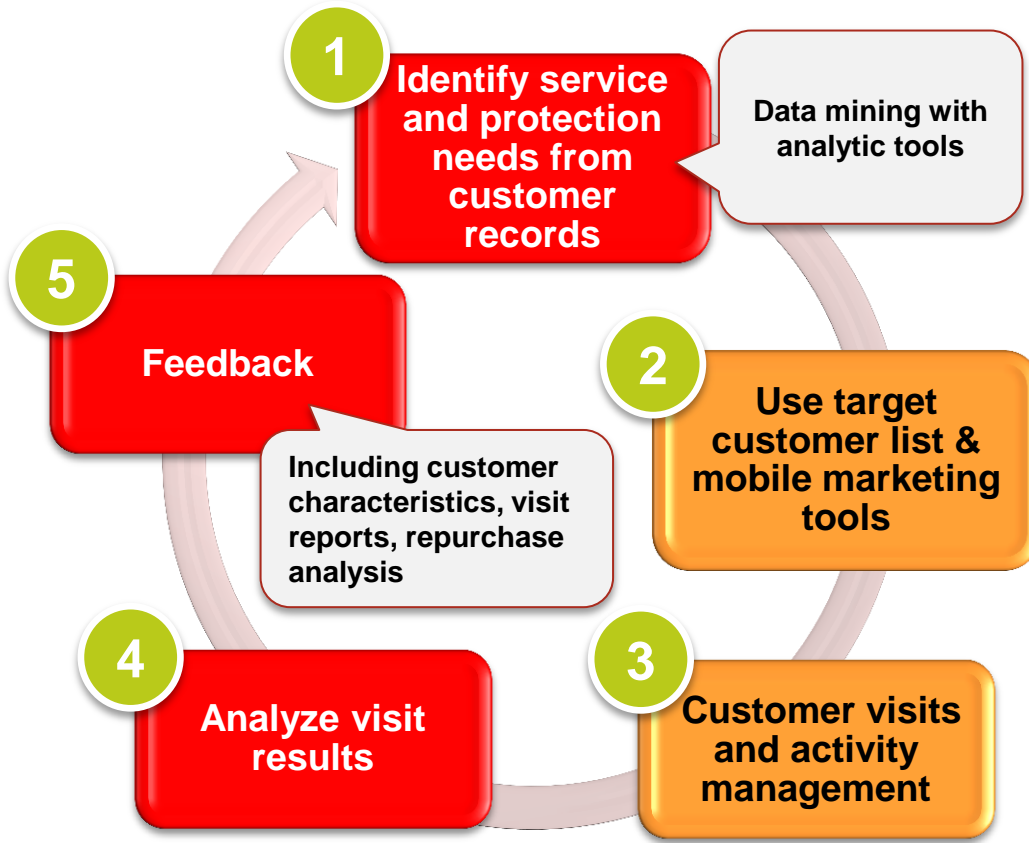 1
Identify service
and protection
needs from
customer
records
Data mining with
analytic tools
2
Use target
customer list &
mobile marketing
tools
3
Customer visits
and activity
management
4
Analyze visit
results
5
Feedback
Including customer
characteristics, visit
reports, repurchase
analysis